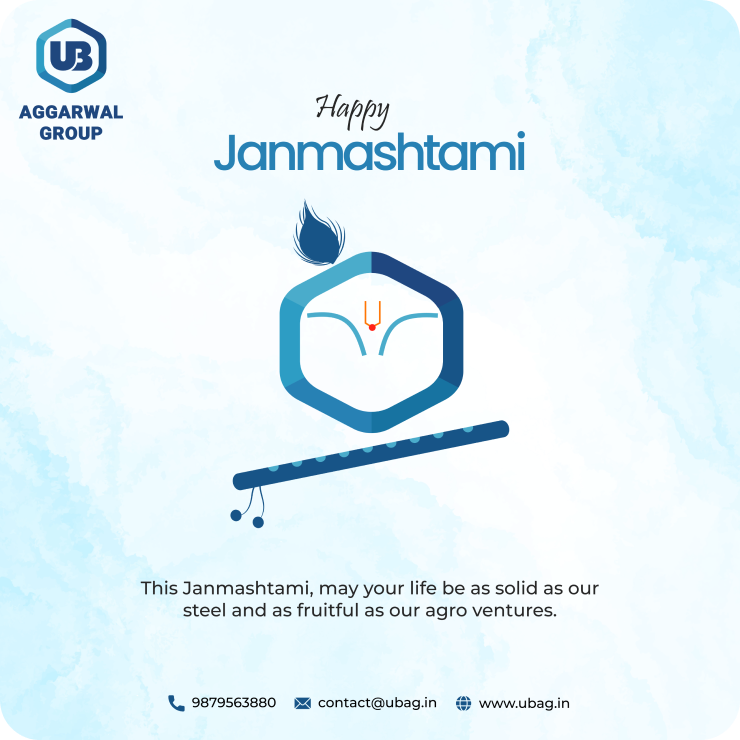 UB
AGGARWAL
GROUP
Happy
Janmashtami
This Janmashtami, may your life be as solid as our
steel and as fruitful as our agro ventures.
9879563880 contact@ubag.in www.ubag.in